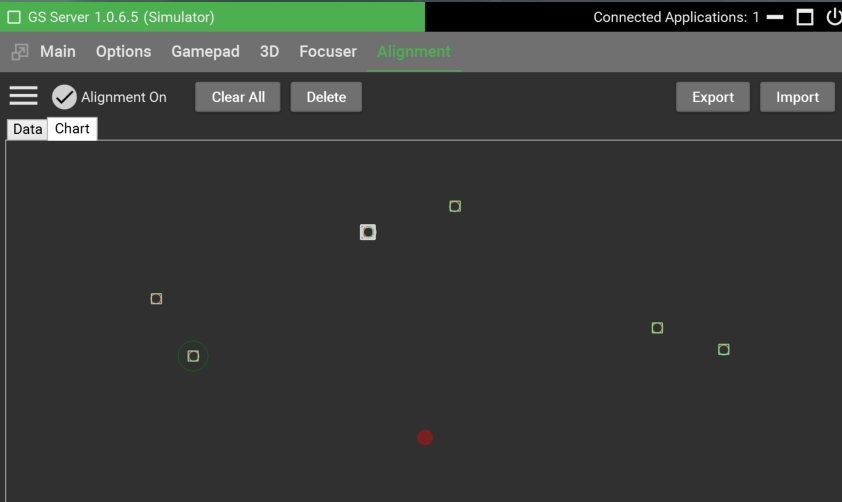 GS Server 1.0.6.5 (Simulator) Connected Applications: 1
Main Options Gamepad 3D Focuser Alignment
Alignment On Clear All Delete Export Import
Data Chart